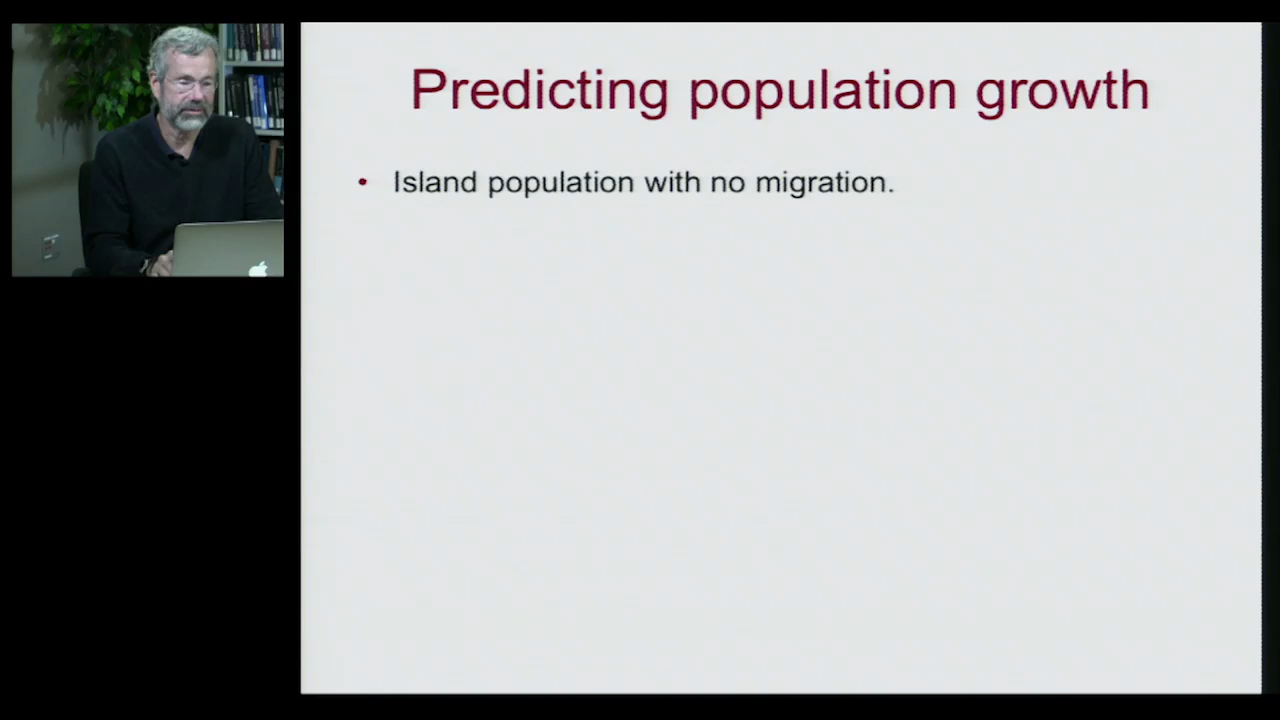 Predicting population growth
• Island population with no migration.